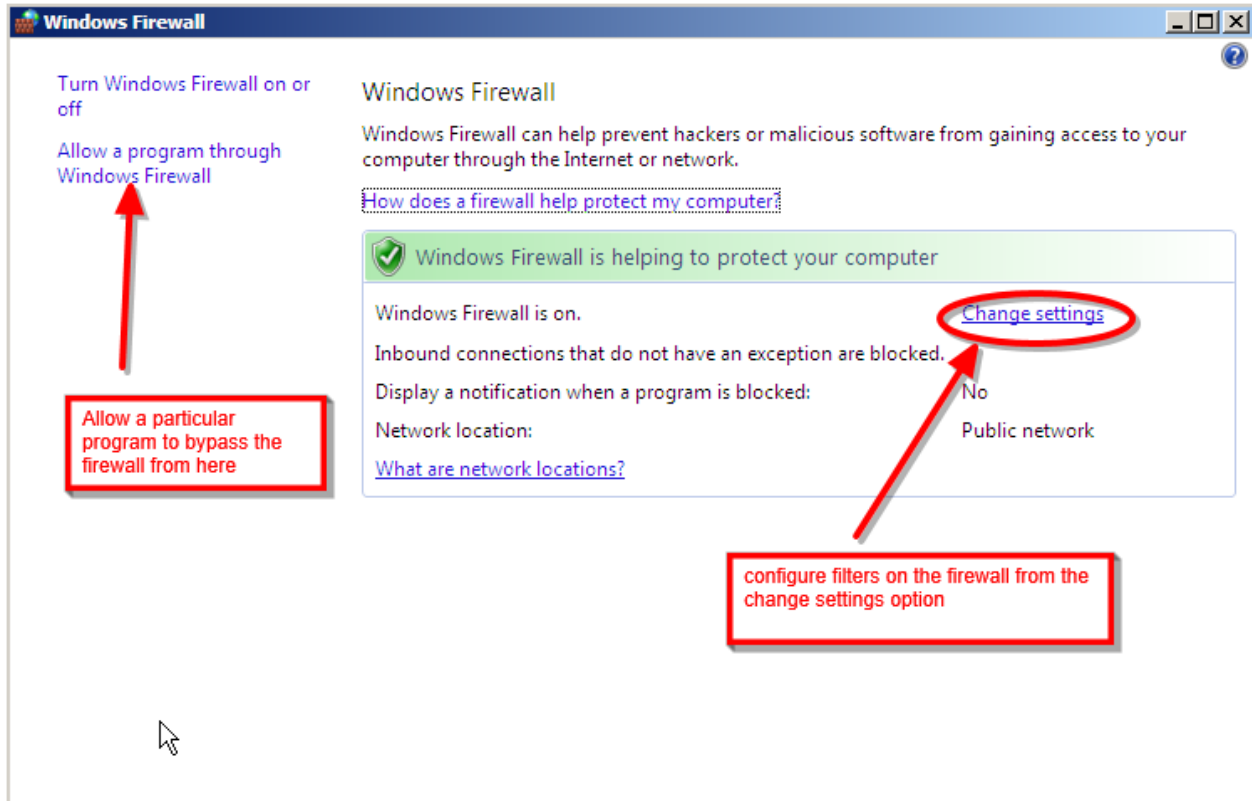 Windows Firewall
Turn Windows Firewall on or
off
Allow a program through
Windows Firewall
Windows Firewall
Windows Firewall can help prevent hackers or malicious software from gaining access to your
computer through the Internet or network.
How does a firewall help protect my computer?
Windows Firewall is helping to protect your computer
Windows Firewall is on.
Change settings
Inbound connections that do not have an exception are blocked.
Display a notification when a program is blocked:
No
Network location:
Public network
What are network locations?
Allow a particular
program to bypass the
firewall from here
configure filters on the firewall from the
change settings option